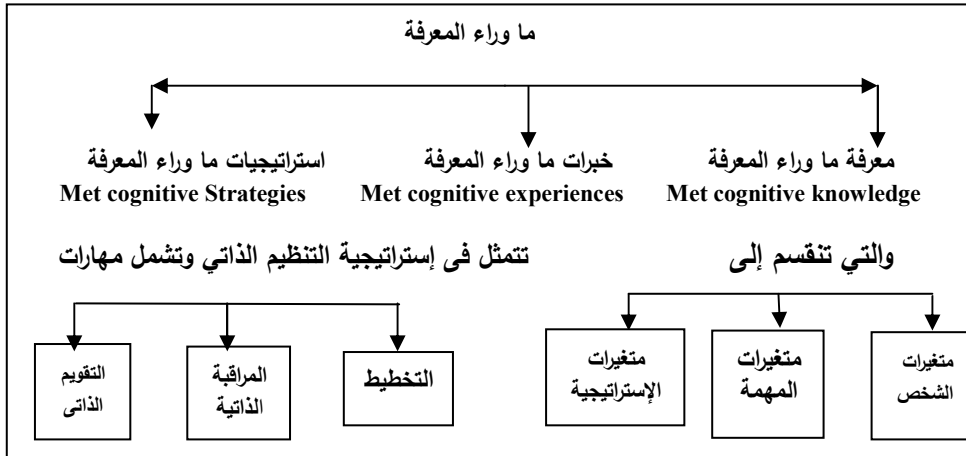 ما وراء المعرفة
معرفة ما وراء المعرفة
Met cognitive knowledge
خبرات ما وراء المعرفة
Met cognitive experiences
استراتيجيات ما وراء المعرفة
Met cognitive Strategies
والتي تنقسم إلى
تتمثل فى إستراتيجية التنظيم الذاتي وتشمل مهارات
متغيرات
الشخص
متغيرات
المهمة
متغيرات
الإستراتيجية
التخطيط
المراقبة
الذاتية
التقويم
الذاتى